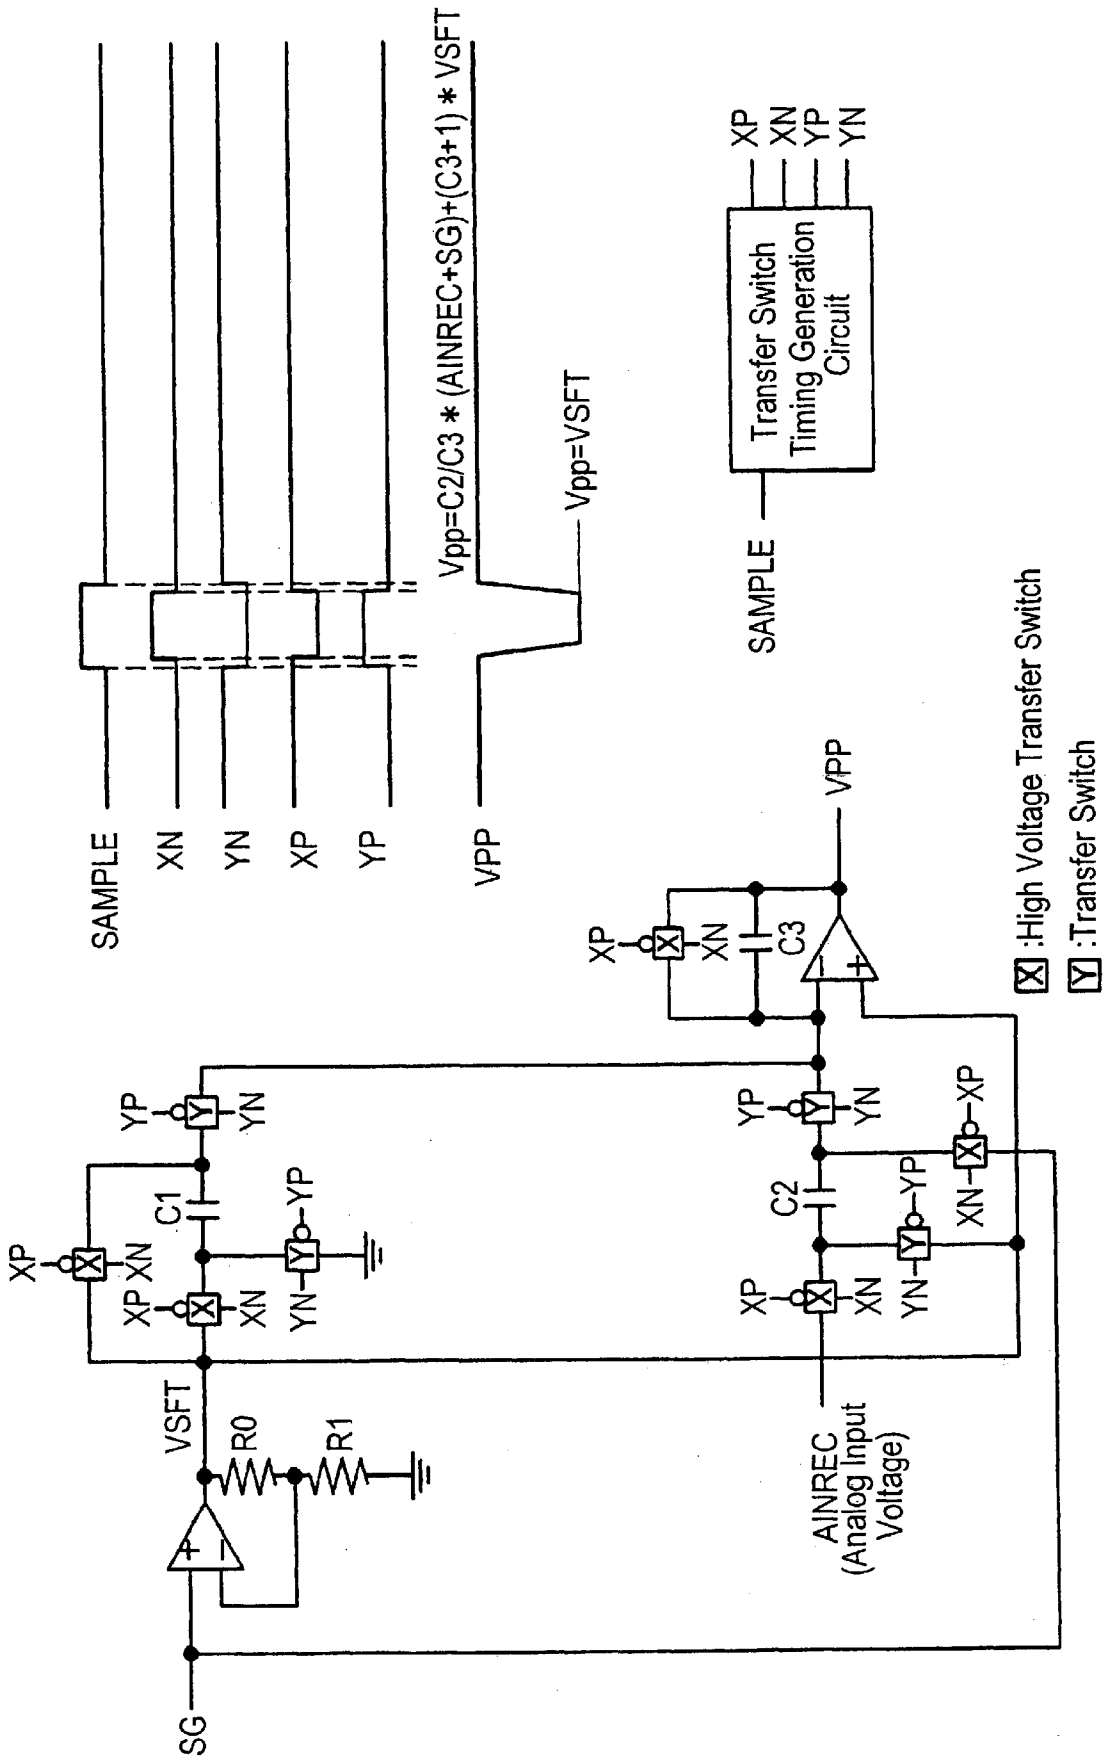 SAMPLE
XN
YN
XP
YP
VPP
Vpp=C2/C3 * (AINREC+SG)+(C3+1) * VSFT
Vpp=VSFT
SG
+
−
VSFT
R0
R1
XP
X
XN
XP
X
XN
C1
YN
Y
YP
YP
Y
YN
AINREC
(Analog Input
Voltage)
XP
X
XN
C2
YN
Y
YP
YP
Y
YN
XN
X
XP
XP
X
XN
C3
−
+
VPP
SAMPLE
Transfer Switch
Timing Generation
Circuit
XP
XN
YP
YN
X :High Voltage Transfer Switch
Y :Transfer Switch